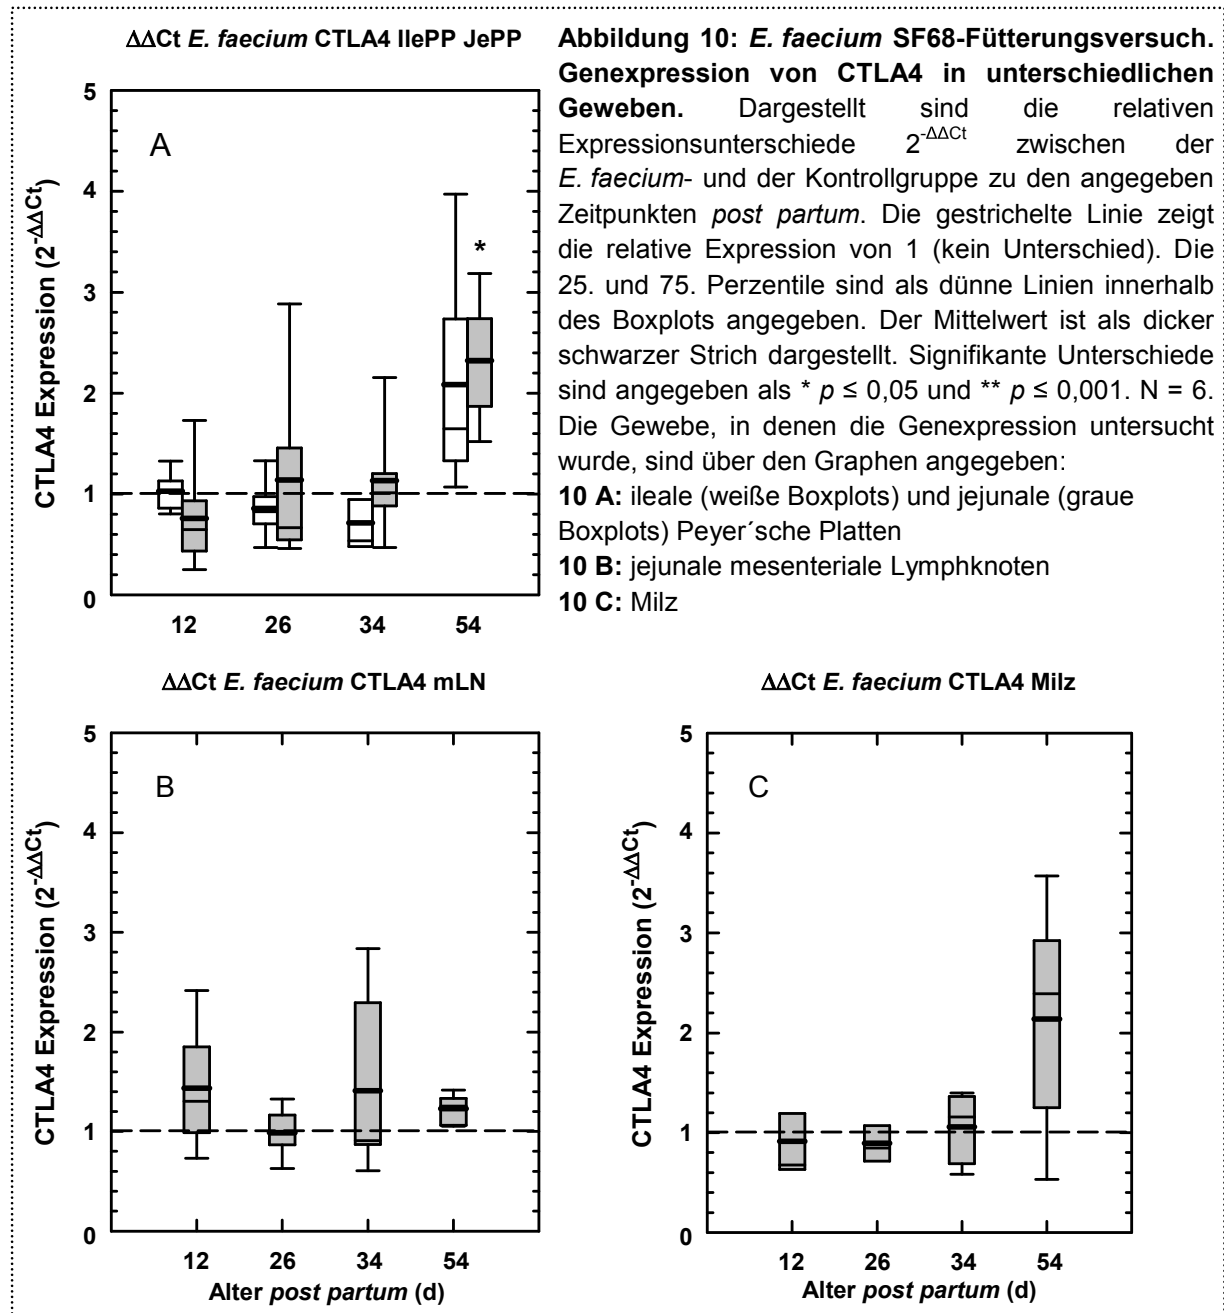 ΔΔCt E. faecium CTLA4 IlePP JePP
5
4
3
2
1
0
CTLA4 Expression (2-ΔΔCt)
A
*
12 26 34 54
Abbildung 10: E. faecium SF68-Fütterungsversuch.
Genexpression von CTLA4 in unterschiedlichen
Geweben. Dargestellt sind die relativen
Expressionsunterschiede 2-ΔΔCt zwischen der
E. faecium- und der Kontrollgruppe zu den angegeben
Zeitpunkten post partum. Die gestrichelte Linie zeigt
die relative Expression von 1 (kein Unterschied). Die
25. und 75. Perzentile sind als dünne Linien innerhalb
des Boxplots angegeben. Der Mittelwert ist als dicker
schwarzer Strich dargestellt. Signifikante Unterschiede
sind angegeben als * p ≤ 0,05 und ** p ≤ 0,001. N = 6.
Die Gewebe, in denen die Genexpression untersucht
wurde, sind über den Graphen angegeben:
10 A: ileale (weiße Boxplots) und jejunale (graue
Boxplots) Peyer´sche Platten
10 B: jejunale mesenteriale Lymphknoten
10 C: Milz
ΔΔCt E. faecium CTLA4 mLN
5
4
3
2
1
0
CTLA4 Expression (2-ΔΔCt)
B
12 26 34 54
Alter post partum (d)
ΔΔCt E. faecium CTLA4 Milz
5
4
3
2
1
0
CTLA4 Expression (2-ΔΔCt)
C
12 26 34 54
Alter post partum (d)